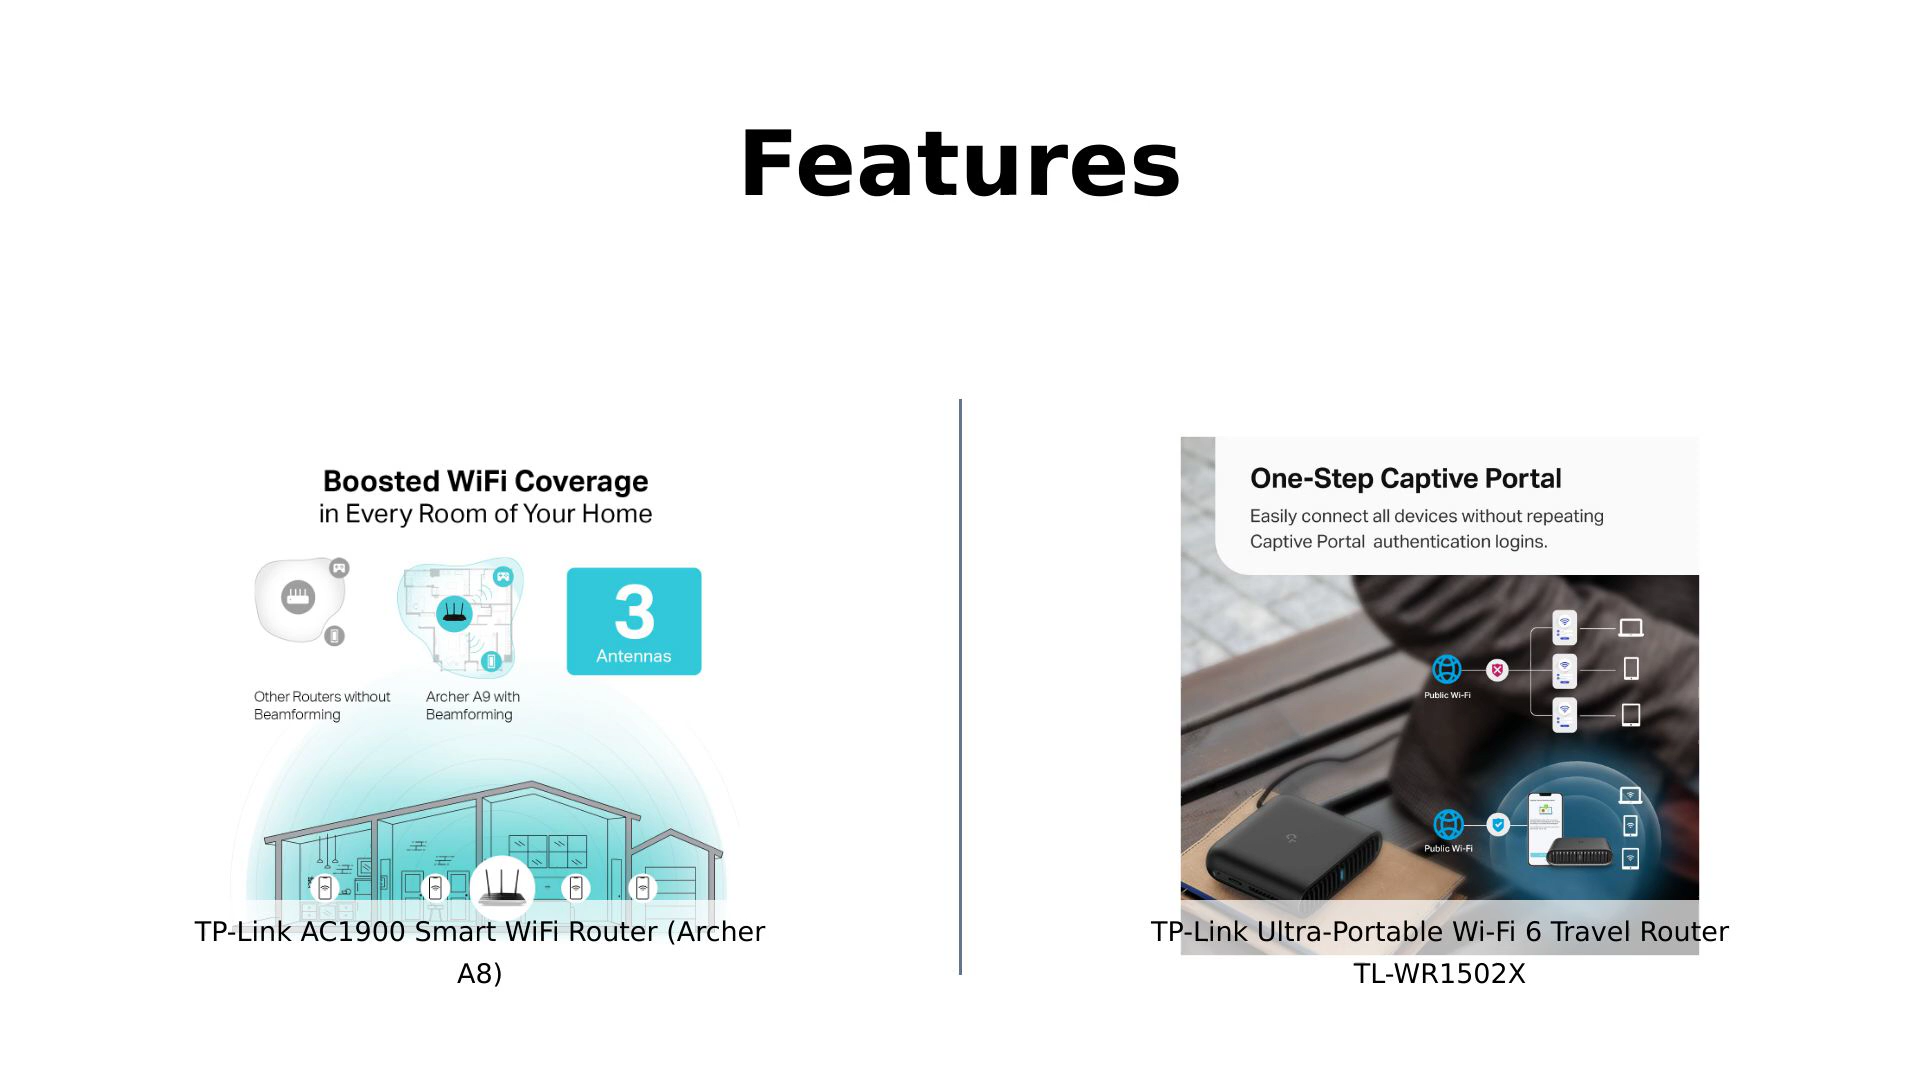 Features
Boosted WiFi Coverage
in Every Room of Your Home
3
Antennas
Other Routers without
Beamforming
Archer A9 with
Beamforming
TP-Link AC1900 Smart WiFi Router (Archer
A8)
One-Step Captive Portal
Easily connect all devices without repeating
Captive Portal authentication logins.
Public Wi-Fi
Public Wi-Fi
TP-Link Ultra-Portable Wi-Fi 6 Travel Router
TL-WR1502X